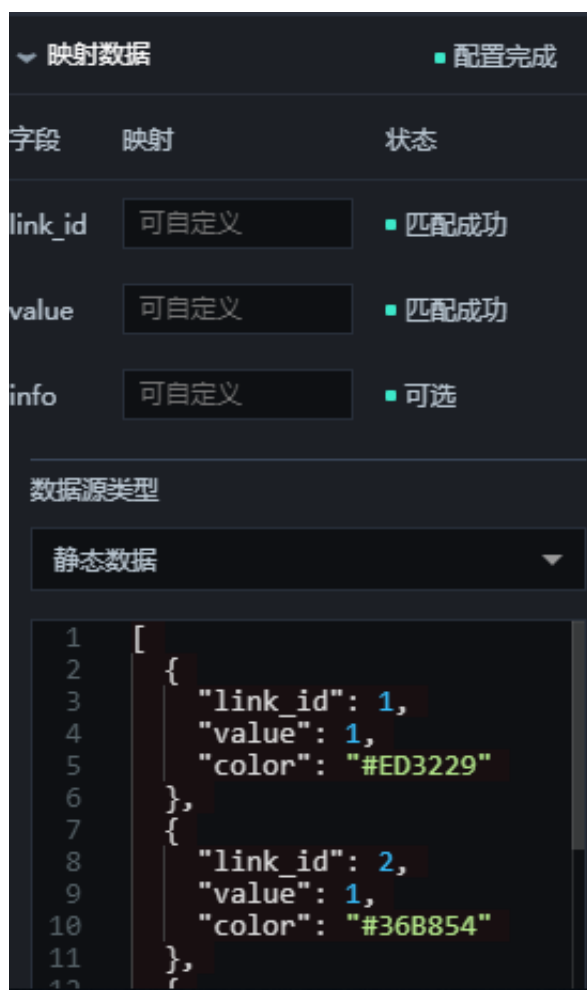 映射数据 配置完成
字段 映射 状态
link_id 可自定义 匹配成功
value 可自定义 匹配成功
info 可自定义 可选
数据源类型
静态数据
1 [
2 {
3 "link_id": 1,
4 "value": 1,
5 "color": "#ED3229"
6 },
7 {
8 "link_id": 2,
9 "value": 1,
10 "color": "#36B854"
11 },
12 {